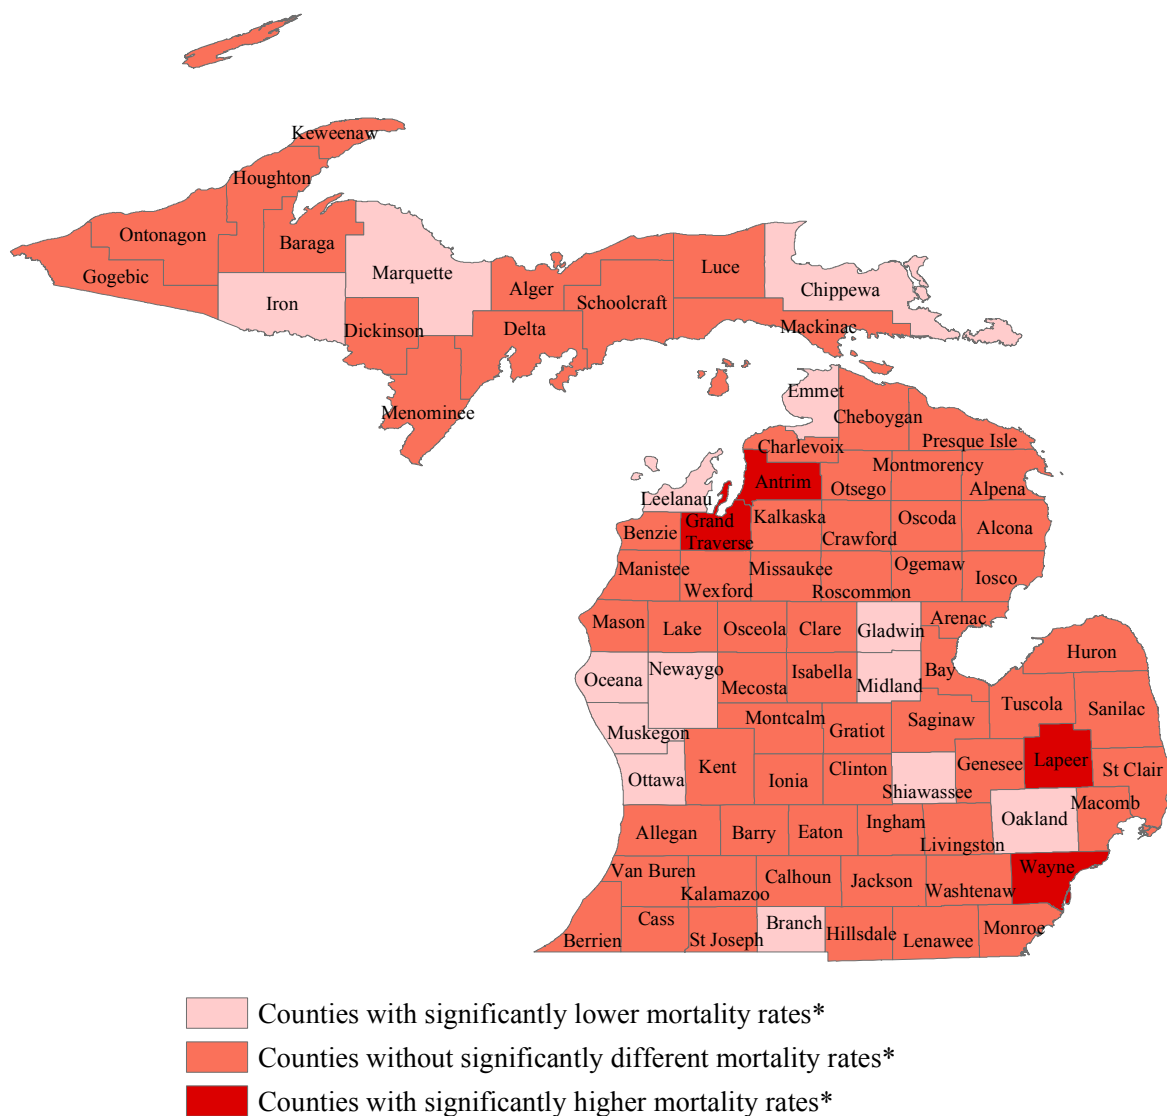 Keweenaw
Houghton
Ontonagon
Baraga
Gogebic
Marquette
Iron
Alger
Luce
Chippewa
Schoolcraft
Dickinson
Delta
Mackinac
Menominee
Emmet
Cheboygan
Presque Isle
Charlevoix
Montmorency
Antrim
Otsego
Alpena
Leelanau
Benzie
Grand
Traverse
Kalkaska
Crawford
Oscoda
Alcona
Manistee
Wexford
Missaukee
Roscommon
Ogemaw
Iosco
Mason
Lake
Osceola
Clare
Gladwin
Arenac
Huron
Oceana
Newaygo
Mecosta
Isabella
Midland
Bay
Tuscola
Sanilac
Muskegon
Montcalm
Gratiot
Saginaw
Lapeer
St Clair
Genesee
Ottawa
Kent
Ionia
Clinton
Shiawassee
Oakland
Macomb
Allegan
Barry
Eaton
Ingham
Livingston
Van Buren
Kalamazoo
Calhoun
Jackson
Washtenaw
Wayne
Berrien
Cass
St Joseph
Branch
Hillsdale
Lenawee
Monroe
Counties with significantly lower mortality rates*
Counties without significantly different mortality rates*
Counties with significantly higher mortality rates*